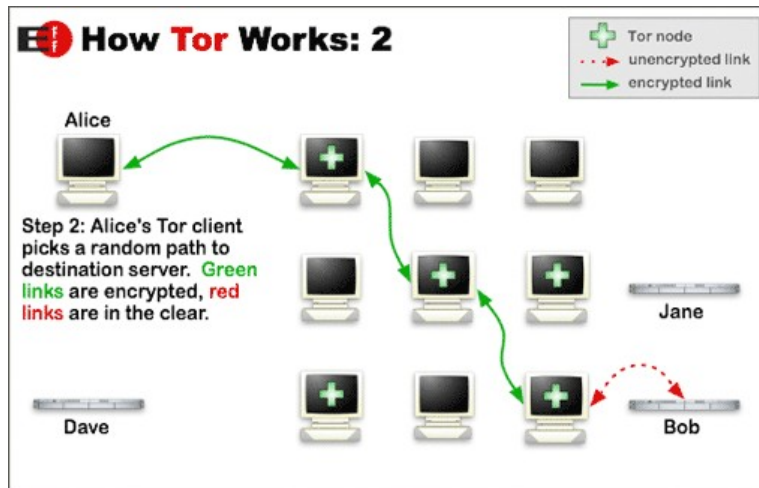 EFF How Tor Works: 2
Tor node
unencrypted link
encrypted link
Alice
Step 2: Alice's Tor client
picks a random path to
destination server. Green
links are encrypted, red
links are in the clear.
Jane
Dave
Bob